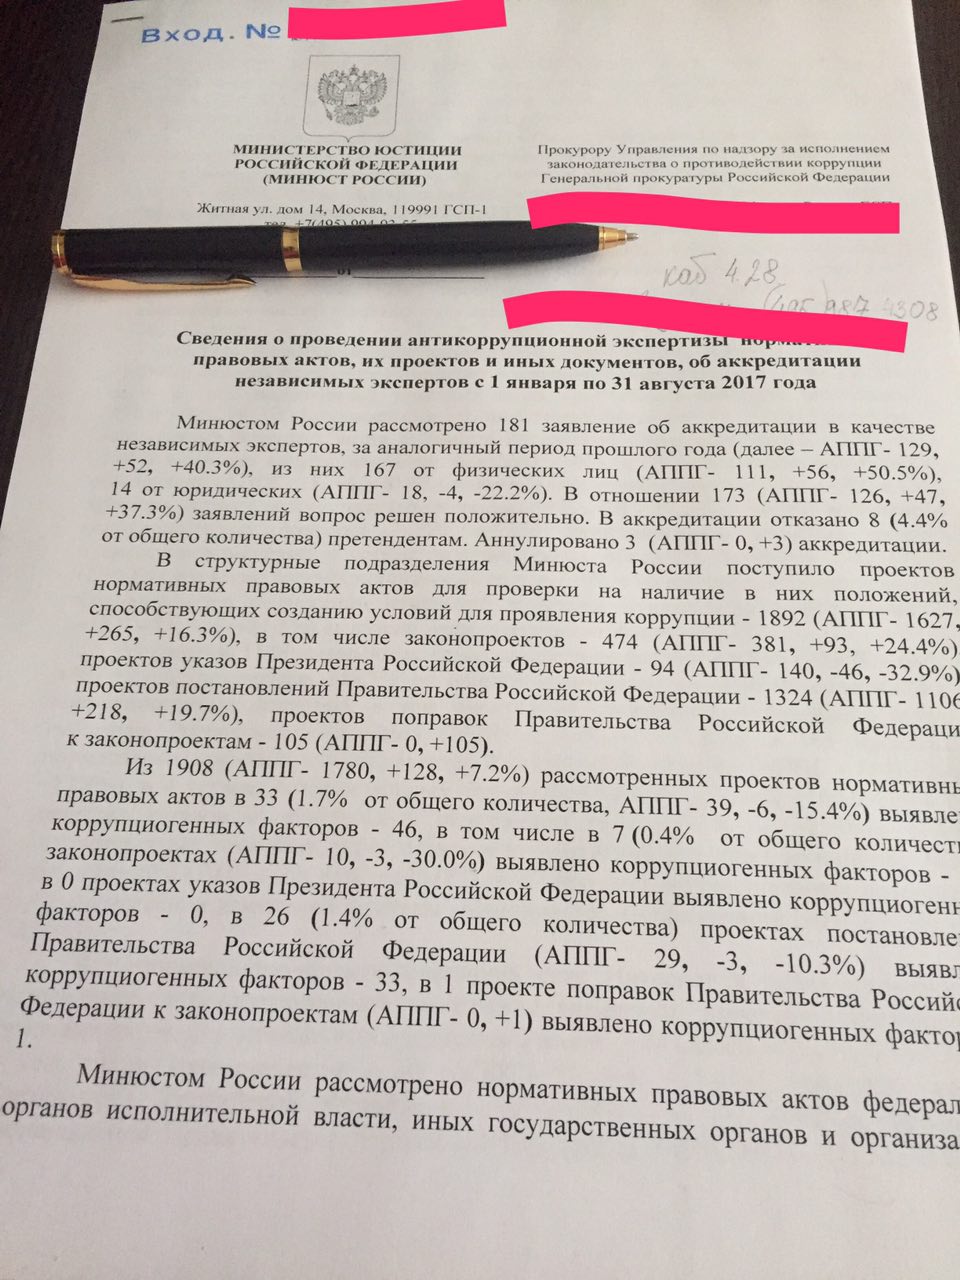 Вход. №
МИНИСТЕРСТВО ЮСТИЦИИ
РОССИЙСКОЙ ФЕДЕРАЦИИ
(МИНЮСТ РОССИИ)
Житная ул. дом 14, Москва, 119991 ГСП-1
Прокурору Управления по надзору за исполнением
законодательства о противодействии коррупции
Генеральной прокуратуры Российской Федерации
от
каб 4.28
4308
Сведения о проведении антикоррупционной экспертизы
правовых актов, их проектов и иных документов, об аккредитации
независимых экспертов с 1 января по 31 августа 2017 года
Минюстом России рассмотрено 181 заявление об аккредитации в качестве
независимых экспертов, за аналогичный период прошлого года (далее – АППГ- 129,
+52, +40.3%), из них 167 от физических лиц (АППГ- 111, +56, +50.5%),
14 от юридических (АППГ- 18, -4, -22.2%). В отношении 173 (АППГ- 126, +47,
+37.3%) заявлений вопрос решен положительно. В аккредитации отказано 8 (4.4%
от общего количества) претендентам. Аннулировано 3 (АППГ- 0, +3) аккредитации.
В структурные подразделения Минюста России поступило проектов
нормативных правовых актов для проверки на наличие в них положений,
способствующих созданию условий для проявления коррупции - 1892 (АППГ- 1627,
+265, +16.3%), в том числе законопроектов - 474 (АППГ- 381, +93, +24.4%)
проектов указов Президента Российской Федерации - 94 (АППГ- 140, -46, -32.9%)
проектов постановлений Правительства Российской Федерации - 1324 (АППГ- 1106
+218, +19.7%), проектов поправок Правительства Российской Федераци
к законопроектам - 105 (АППГ- 0, +105).
Из 1908 (АППГ- 1780, +128, +7.2%) рассмотренных проектов нормативны
правовых актов в 33 (1.7% от общего количества, АППГ- 39, -6, -15.4%) выявле
коррупциогенных факторов - 46, в том числе в 7 (0.4% от общего количест
законопроектах (АППГ- 10, -3, -30.0%) выявлено коррупциогенных факторов -
в 0 проектах указов Президента Российской Федерации выявлено коррупциогенн
факторов - 0, в 26 (1.4% от общего количества) проектах постановле
Правительства Российской Федерации (АППГ- 29, -3, -10.3%) выявл
коррупциогенных факторов - 33, в 1 проекте поправок Правительства Российс
Федерации к законопроектам (АППГ- 0, +1) выявлено коррупциогенных фактор
1.
Минюстом России рассмотрено нормативных правовых актов федерал
органов исполнительной власти, иных государственных органов и организа